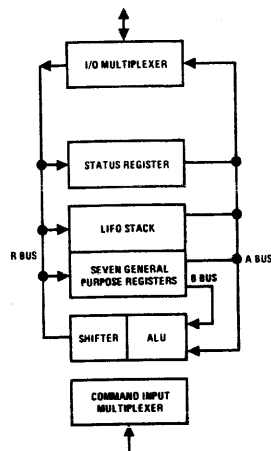 I/O MULTIPLEXER
STATUS REGISTER
LIFO STACK
R BUS
SEVEN GENERAL
PURPOSE REGISTERS
B BUS
A BUS
SHIFTER
ALU
COMMAND INPUT
MULTIPLEXER